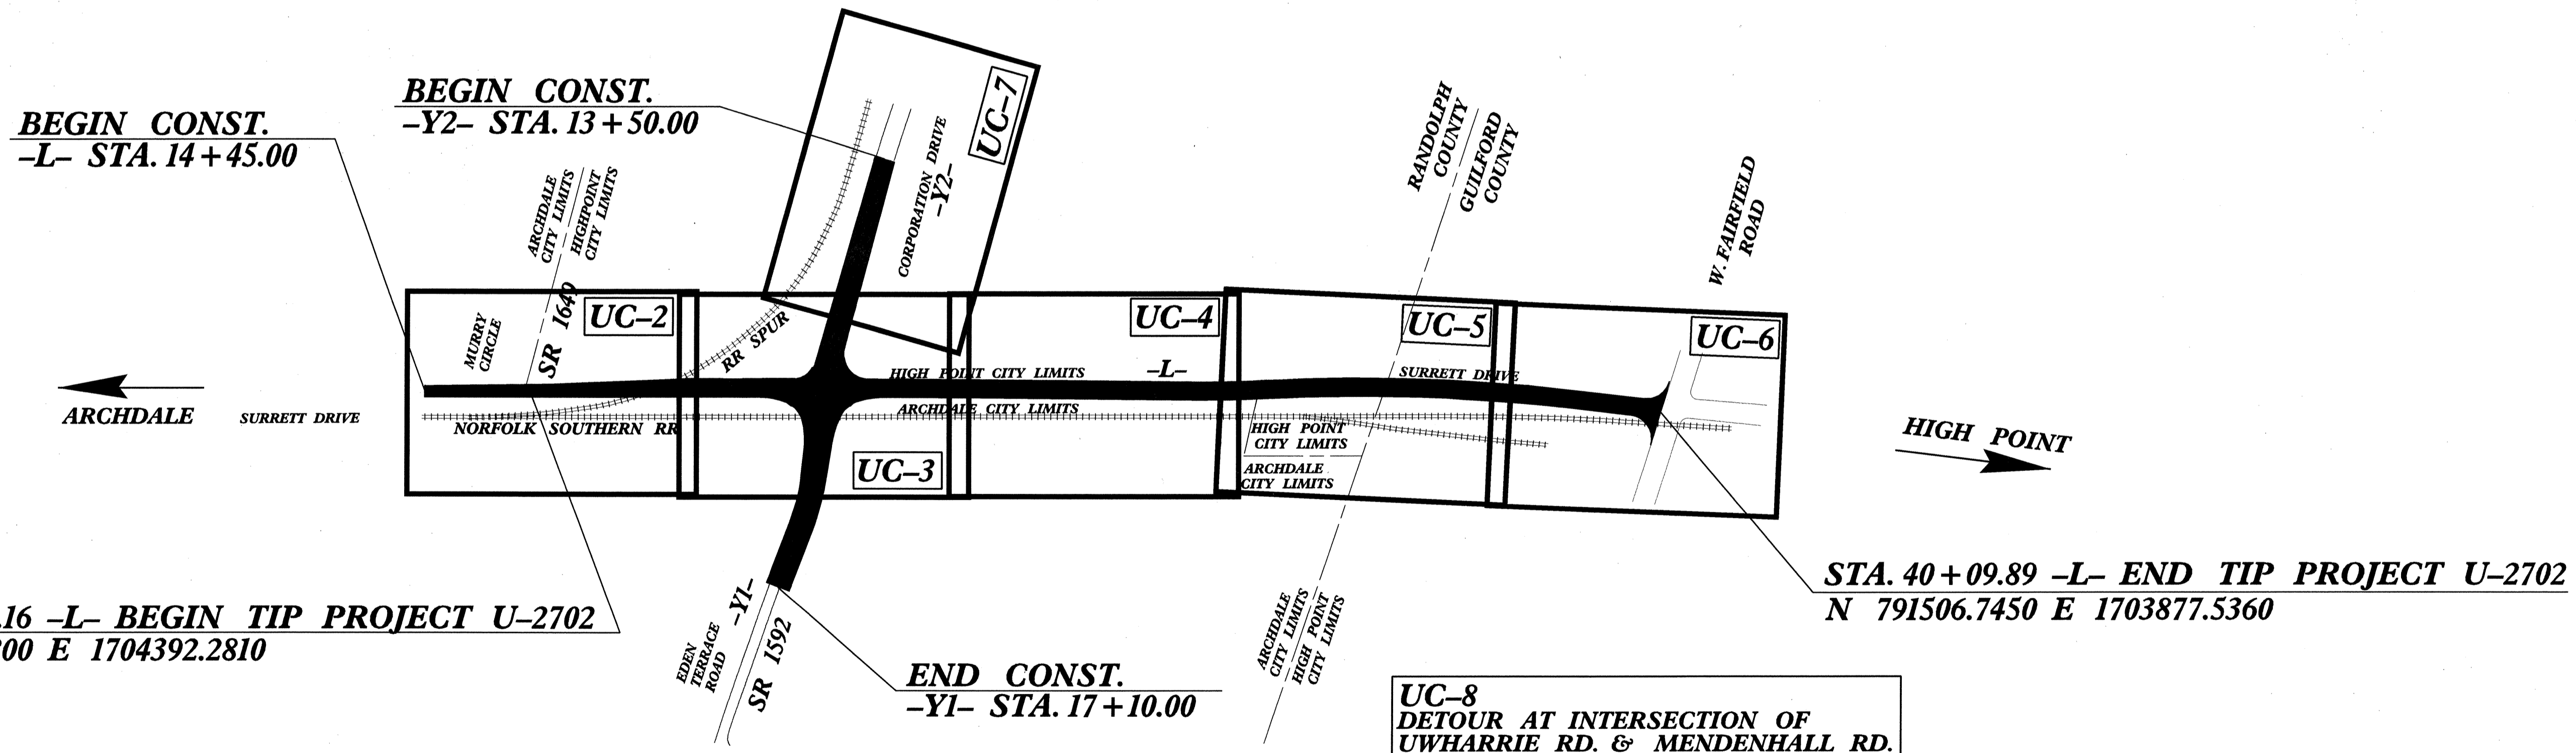 BEGIN CONST.
-L- STA. 14+45.00
BEGIN CONST.
-Y2- STA. 13+50.00
UC-7
CORPORATION DRIVE
-Y2-
ARCHDALE
CITY LIMITS
HIGHPOINT
CITY LIMITS
RANDOLPH
COUNTY
GUILFORD
COUNTY
W. FAIRFIELD
ROAD
MURRY
CIRCLE
SR 1649
UC-2
RR SPUR
UC-4
UC-5
UC-6
HIGH POINT CITY LIMITS
-L-
SURRETT DRIVE
ARCHDALE
SURRETT DRIVE
NORFOLK SOUTHERN RR
ARCHDALE CITY LIMITS
UC-3
HIGH POINT
CITY LIMITS
ARCHDALE
CITY LIMITS
HIGH POINT
.16 -L- BEGIN TIP PROJECT U-2702
00 E 1704392.2810
EDEN
TERRACE
ROAD
-Y1-
SR 1592
END CONST.
-Y1- STA. 17+10.00
ARCHDALE
CITY LIMITS
HIGH POINT
CITY LIMITS
STA. 40+09.89 -L- END TIP PROJECT U-2702
N 791506.7450 E 1703877.5360
UC-8
DETOUR AT INTERSECTION OF
UWHARRIE RD. & MENDENHALL RD.